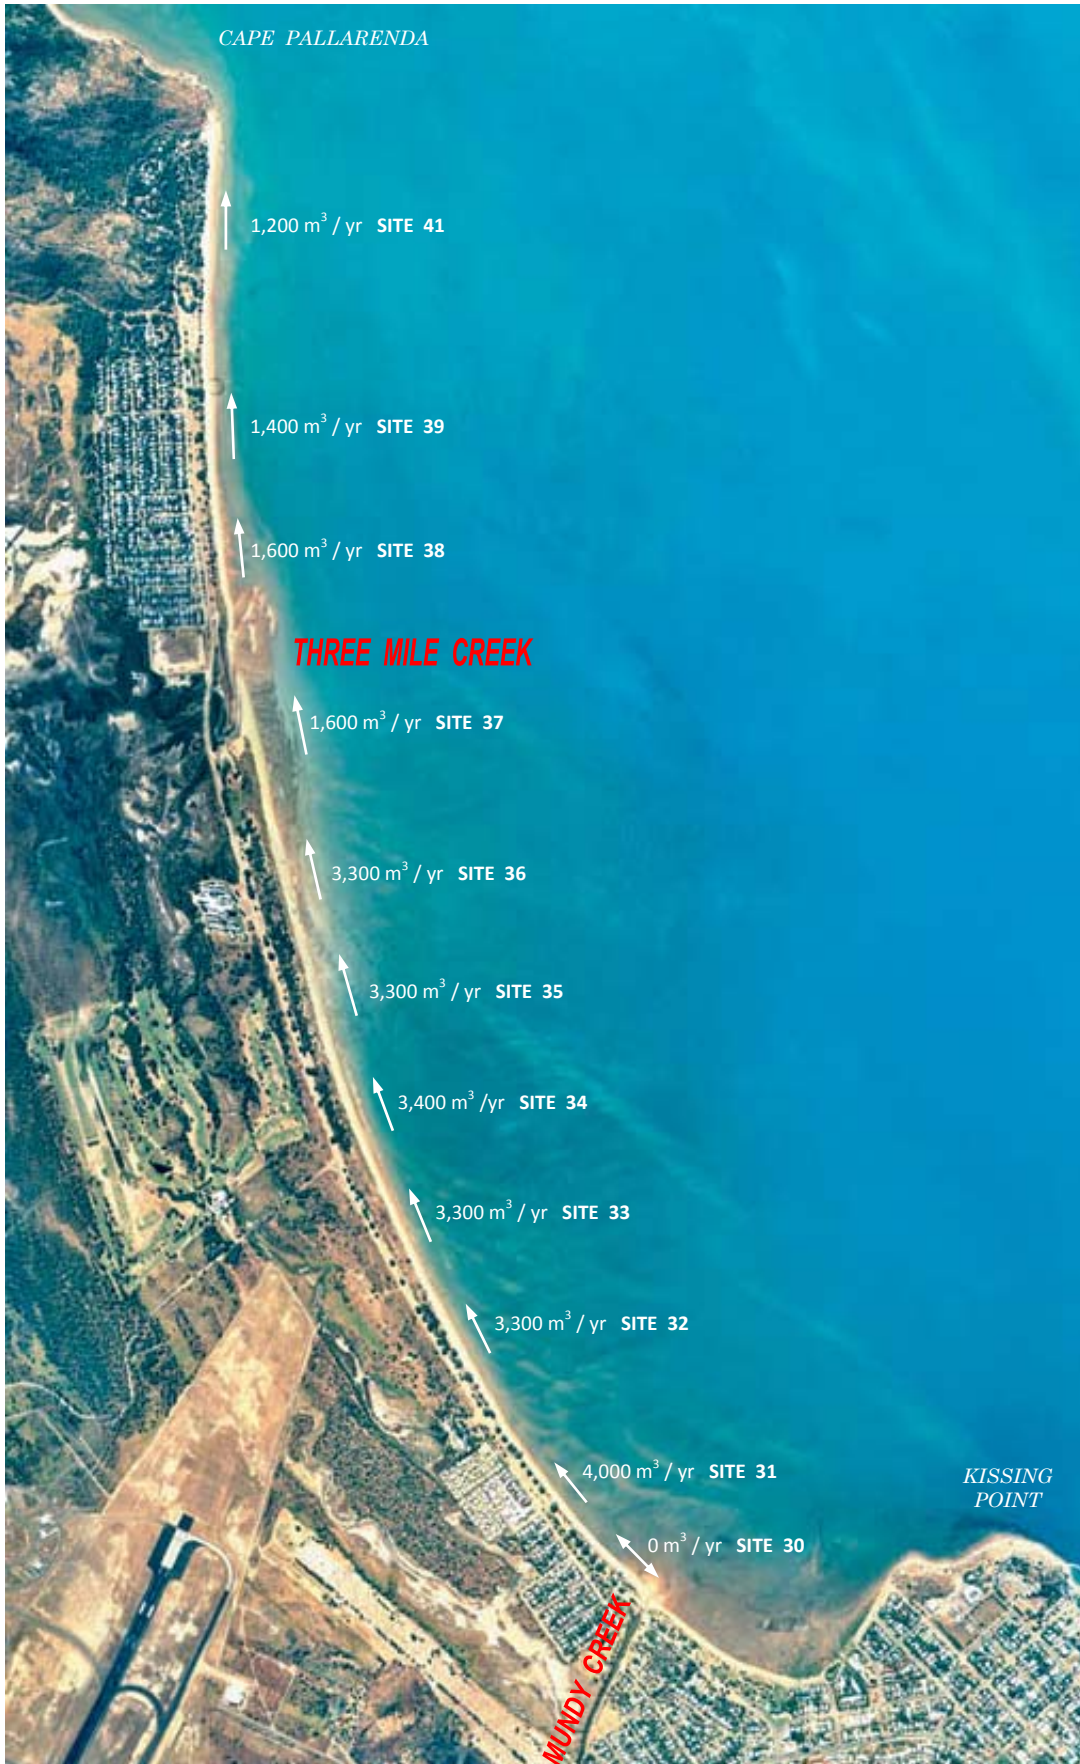 CAPE PALLARENDA
1,200 m³ / yr SITE 41
1,400 m³ / yr SITE 39
1,600 m³ / yr SITE 38
THREE MILE CREEK
1,600 m³ / yr SITE 37
3,300 m³ / yr SITE 36
3,300 m³ / yr SITE 35
3,400 m³ /yr SITE 34
3,300 m³ / yr SITE 33
3,300 m³ / yr SITE 32
4,000 m³ / yr SITE 31
KISSING
POINT
0 m³ / yr SITE 30
MUNDY CREEK